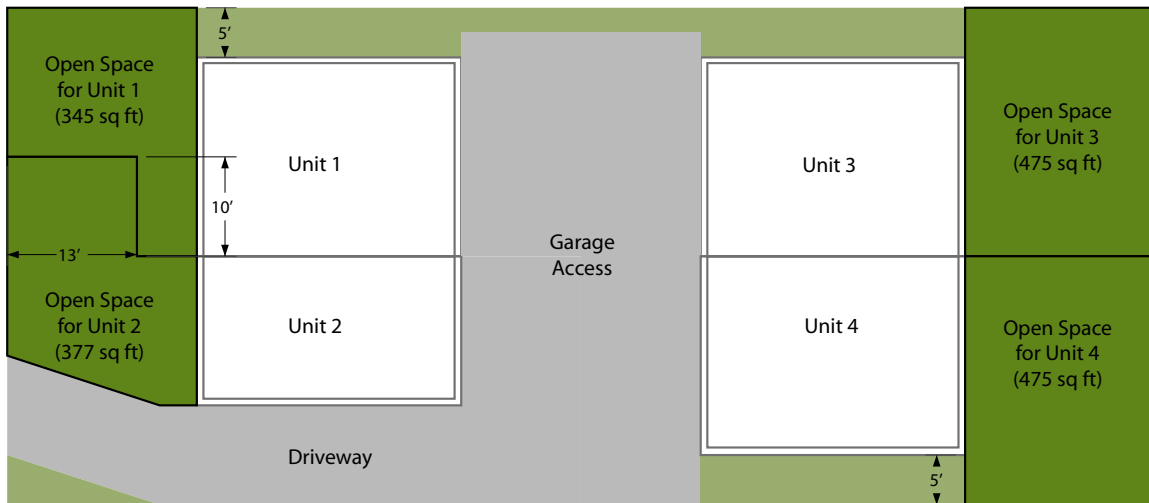 5′
Open Space
for Unit 1
(345 sq ft)
Unit 1
10′
13′
Open Space
for Unit 2
(377 sq ft)
Unit 2
Garage
Access
Driveway
Unit 3
Open Space
for Unit 3
(475 sq ft)
Unit 4
Open Space
for Unit 4
(475 sq ft)
5′